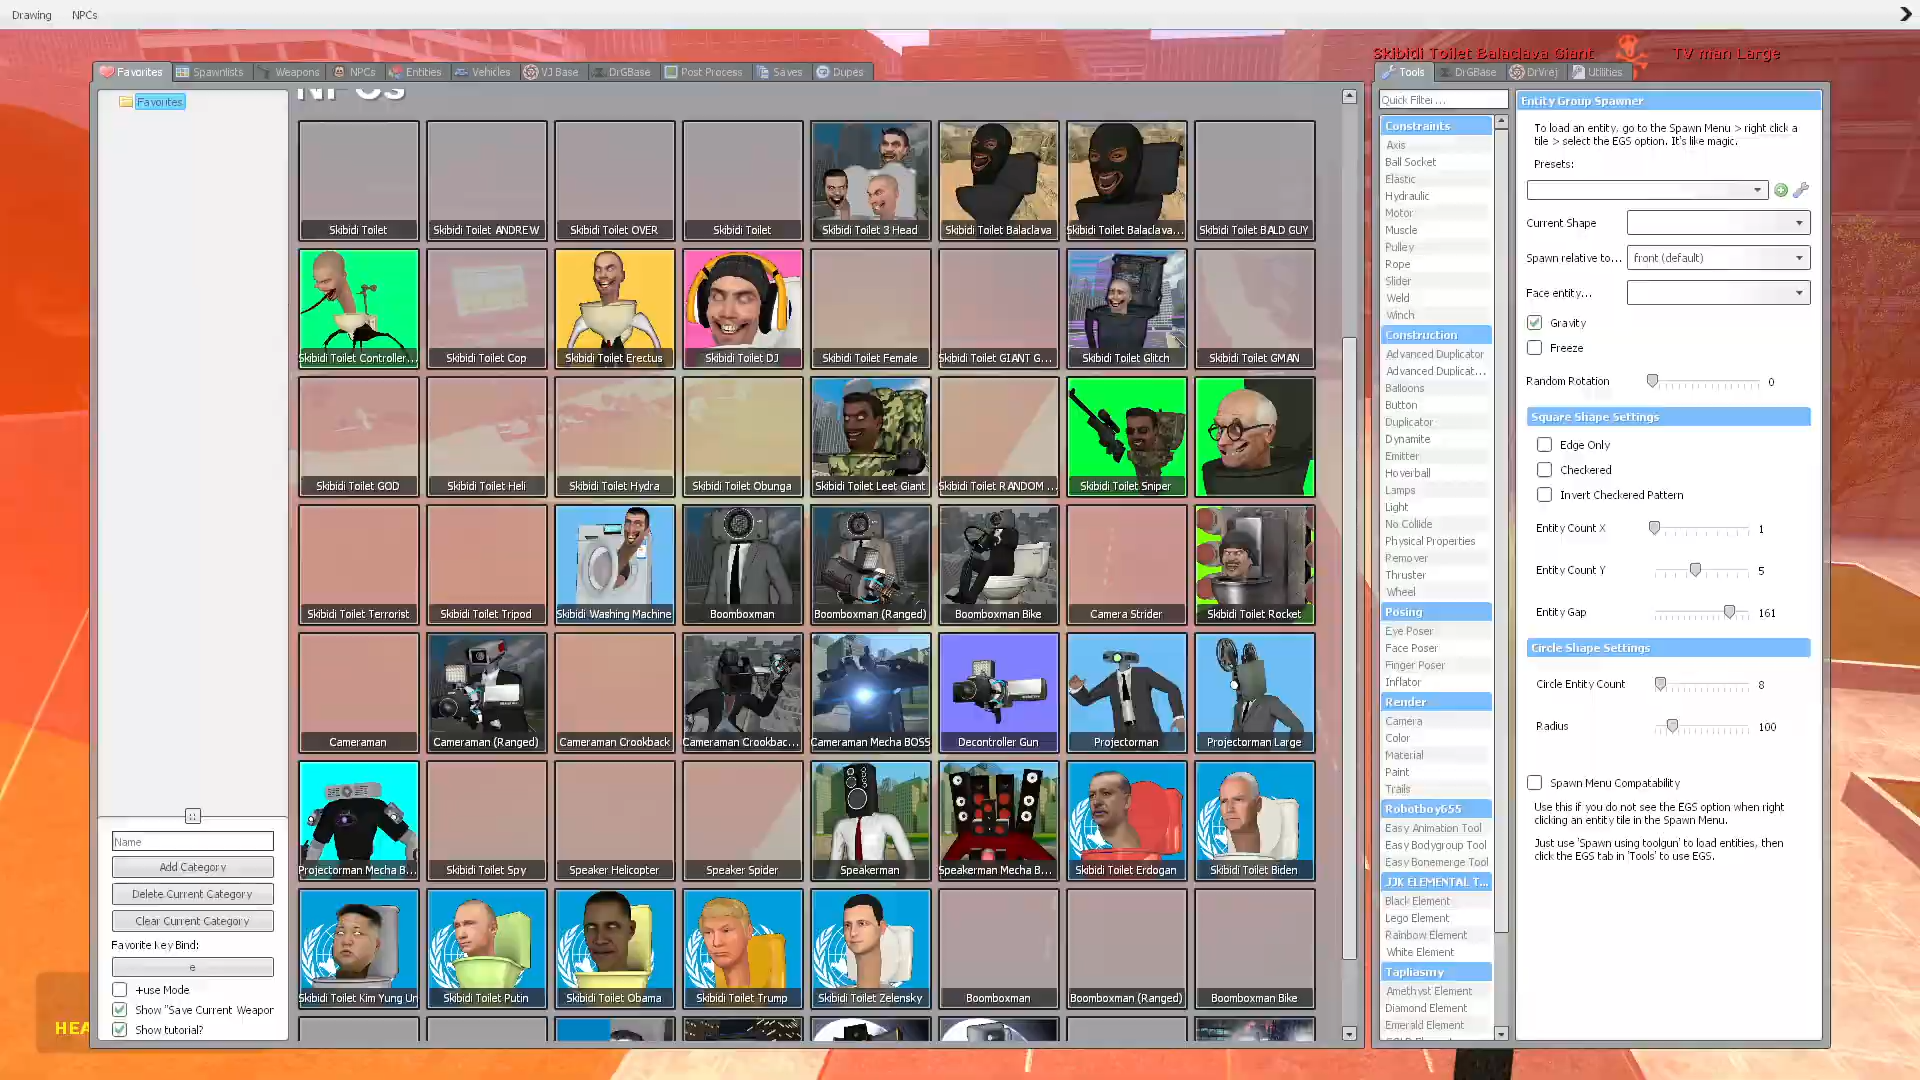 Drawing NPCs
Skibidi Toilet Balaclava Giant TV man Large
Favorites Spawnlists Weapons NPCs Entities Vehicles VJ Base DrGBase Post Process Saves Dupes
Tools DrGBase DrVrej Utilities
Favorites
NPCs
Skibidi Toilet Skibidi Toilet ANDREW Skibidi Toilet OVER Skibidi Toilet Skibidi Toilet 3 Head Skibidi Toilet Balaclava Skibidi Toilet Balaclava... Skibidi Toilet BALD GUY
Skibidi Toilet Controller... Skibidi Toilet Cop Skibidi Toilet Erectus Skibidi Toilet DJ Skibidi Toilet Female Skibidi Toilet GIANT G... Skibidi Toilet Glitch Skibidi Toilet GMAN
Skibidi Toilet GOD Skibidi Toilet Heli Skibidi Toilet Hydra Skibidi Toilet Obunga Skibidi Toilet Leet Giant Skibidi Toilet RANDOM ... Skibidi Toilet Sniper
Skibidi Toilet Terrorist Skibidi Toilet Tripod Skibidi Washing Machine Boomboxman Boomboxman (Ranged) Boomboxman Bike Camera Strider Skibidi Toilet Rocket
Cameraman Cameraman (Ranged) Cameraman Crookback Cameraman Crookbac... Cameraman Mecha BOSS Decontroller Gun Projectorman Projectorman Large
Projectorman Mecha B... Skibidi Toilet Spy Speaker Helicopter Speaker Spider Speakerman Speakerman Mecha B... Skibidi Toilet Erdogan Skibidi Toilet Biden
Skibidi Toilet Kim Yung Un Skibidi Toilet Putin Skibidi Toilet Obama Skibidi Toilet Trump Skibidi Toilet Zelensky Boomboxman Boomboxman (Ranged) Boomboxman Bike
Name
Add Category
Delete Current Category
Clear Current Category
Favorite Key Bind:
e
+use Mode
Show "Save Current Weapon
Show tutorial?
HEA
Quick Filter ...
Constraints
Axis
Ball Socket
Elastic
Hydraulic
Motor
Muscle
Pulley
Rope
Slider
Weld
Winch
Construction
Advanced Duplicator
Advanced Duplicat...
Balloons
Button
Duplicator
Dynamite
Emitter
Hoverball
Lamps
Light
No Collide
Physical Properties
Remover
Thruster
Wheel
Posing
Eye Poser
Face Poser
Finger Poser
Inflator
Render
Camera
Color
Material
Paint
Trails
Robotboy655
Easy Animation Tool
Easy Bodygroup Tool
Easy Bonemerge Tool
JJK ELEMENTAL T...
Black Element
Lego Element
Rainbow Element
White Element
Tapliasmy
Amethyst Element
Diamond Element
Emerald Element
Entity Group Spawner
To load an entity, go to the Spawn Menu > right click a
tile > select the EGS option. It's like magic.
Presets:
Current Shape
Spawn relative to... front (default)
Face entity...
Gravity
Freeze
Random Rotation 0
Square Shape Settings
Edge Only
Checkered
Invert Checkered Pattern
Entity Count X 1
Entity Count Y 5
Entity Gap 161
Circle Shape Settings
Circle Entity Count 8
Radius 100
Spawn Menu Compatability
Use this if you do not see the EGS option when right
clicking an entity tile in the Spawn Menu.
Just use 'Spawn using toolgun' to load entities, then
click the EGS tab in 'Tools' to use EGS.